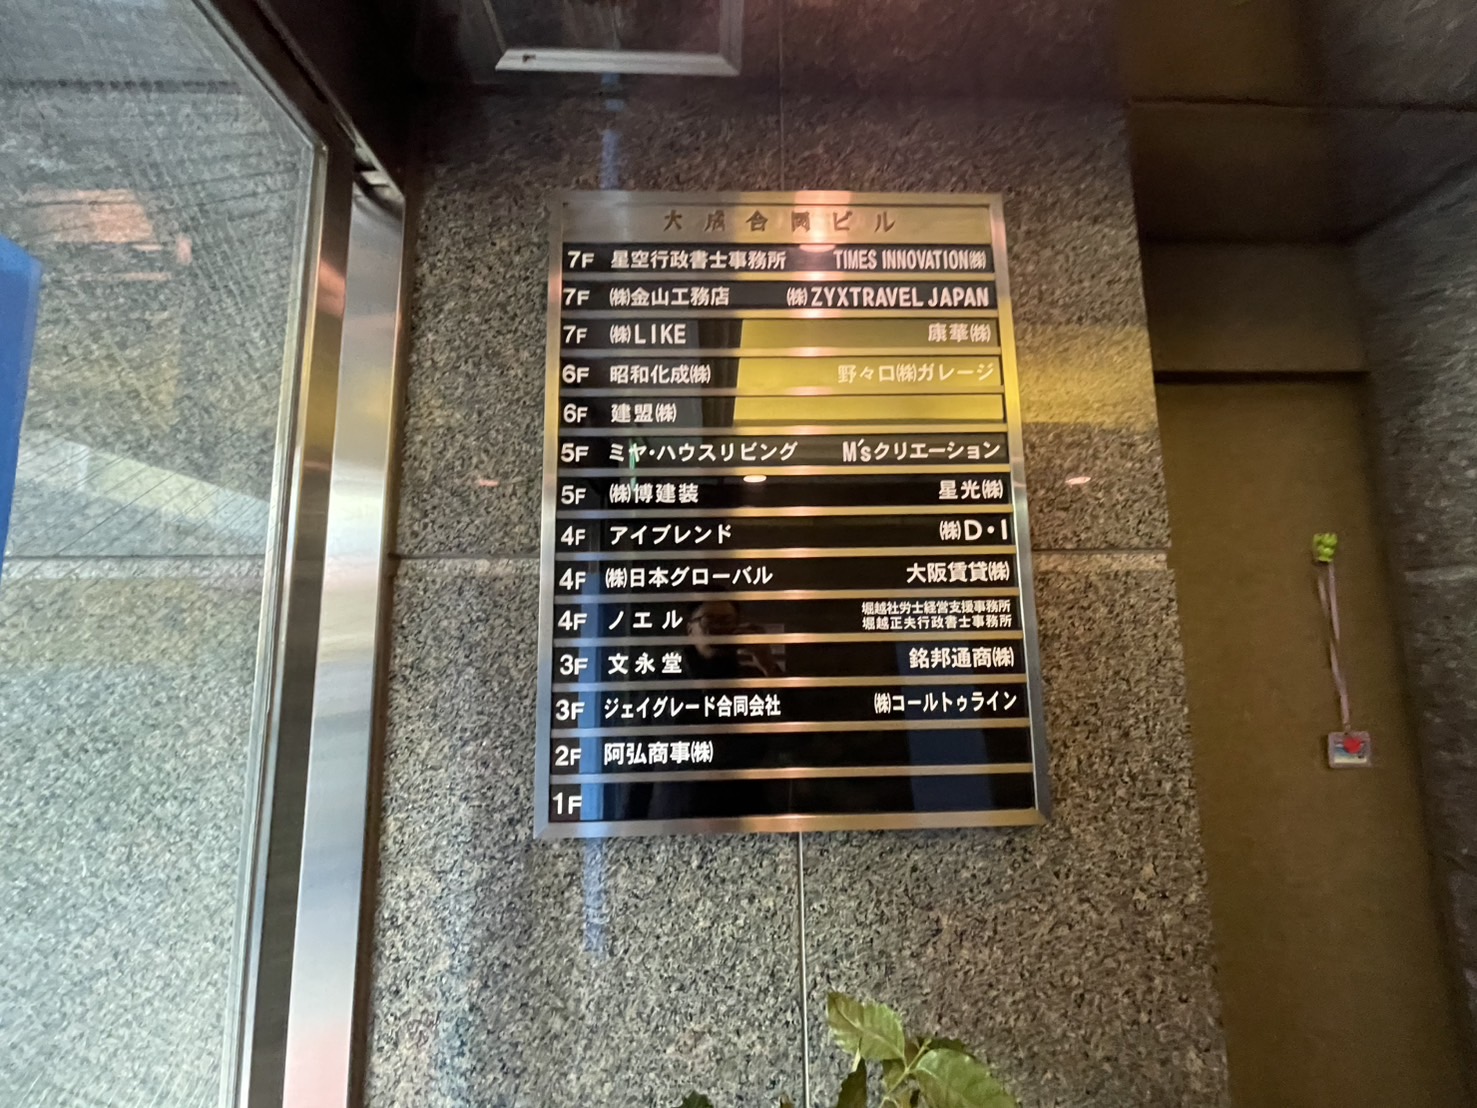 大成合同ビル
7F 星空行政書士事務所 TIMES INNOVATION㈱
7F ㈱金山工務店 ㈱ZYXTRAVEL JAPAN
7F ㈱LIKE 康華㈱
6F 昭和化成㈱ 野々口㈱ガレージ
6F 建盟㈱
5F ミヤ・ハウスリビング M'sクリエーション
5F ㈱博建装 星光㈱
4F アイブレンド ㈱D・I
4F ㈱日本グローバル 大阪賃貸㈱
4F ノエル 堀越社労士経営支援事務所
堀越正夫行政書士事務所
3F 文永堂 銘邦通商㈱
3F ジェイグレード合同会社 ㈱コールトゥライン
2F 阿弘商事㈱
1F